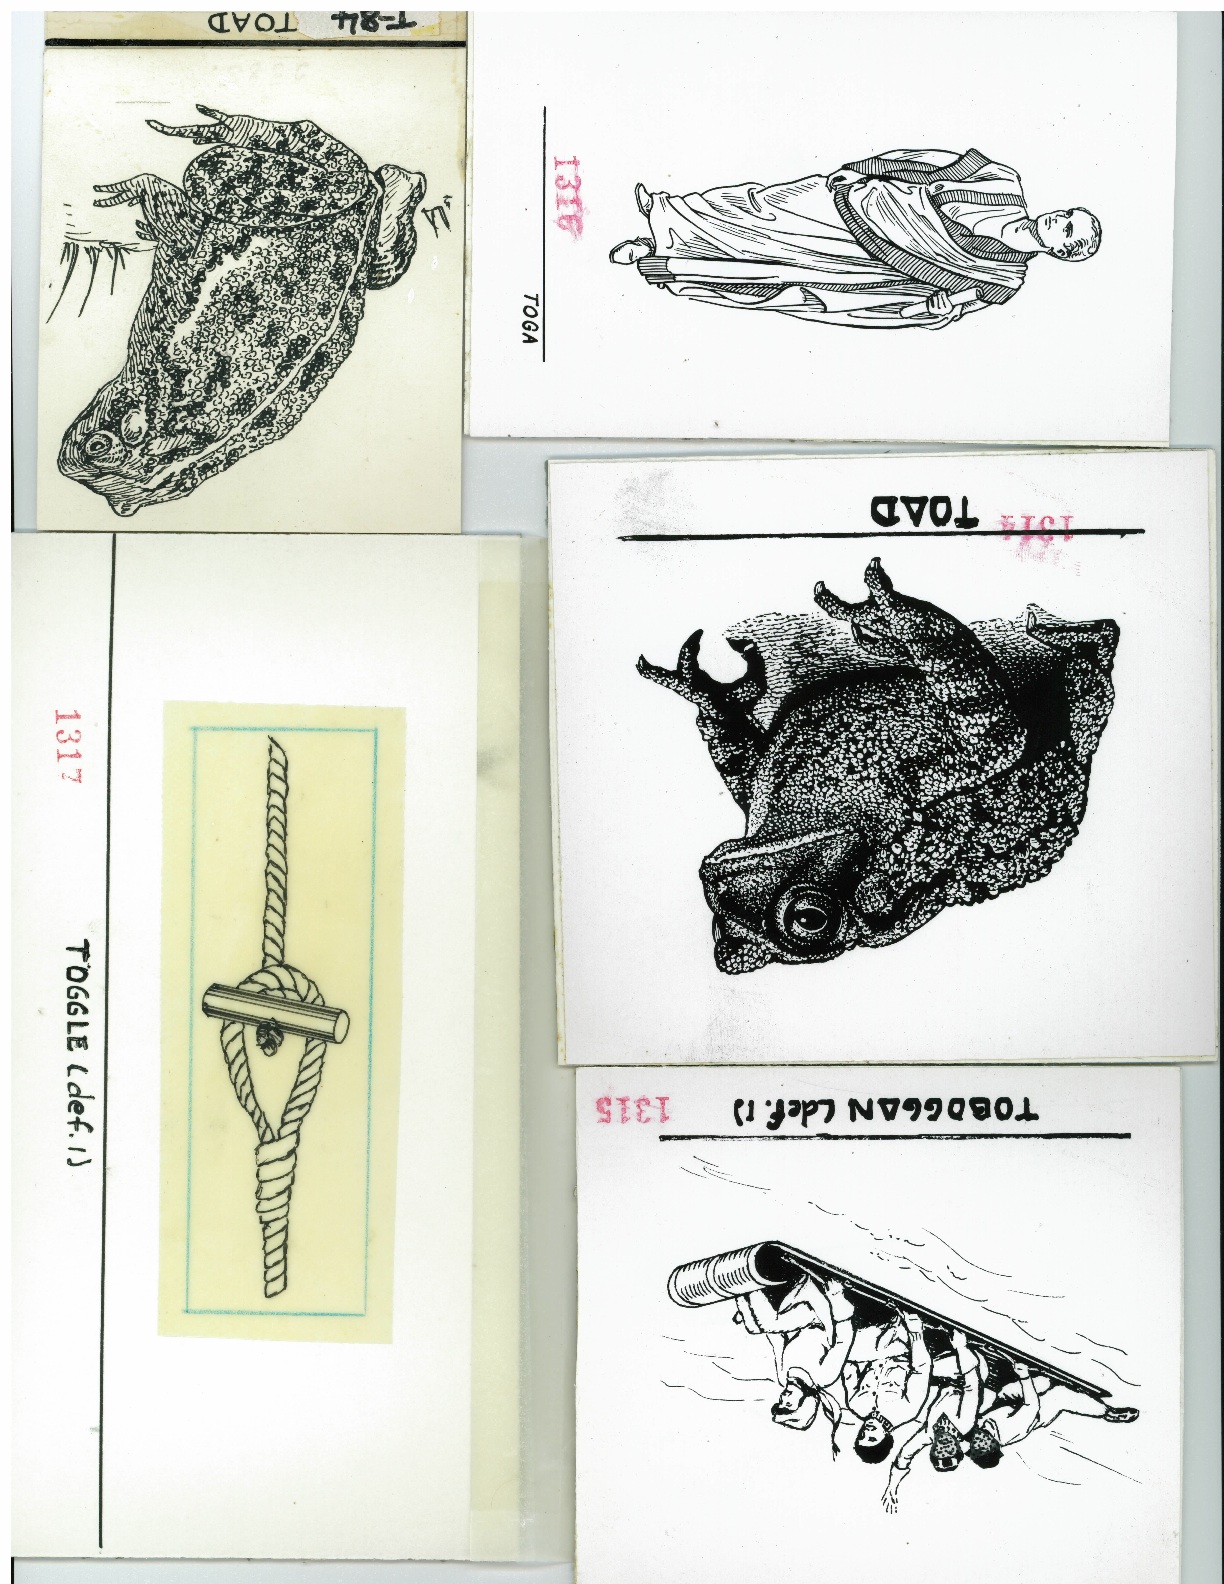 T-84 TOAD
1316
TOGA
1314 TOAD
1317
TOGGLE (def. 1)
TOBOGGAN (def. 1) 1315